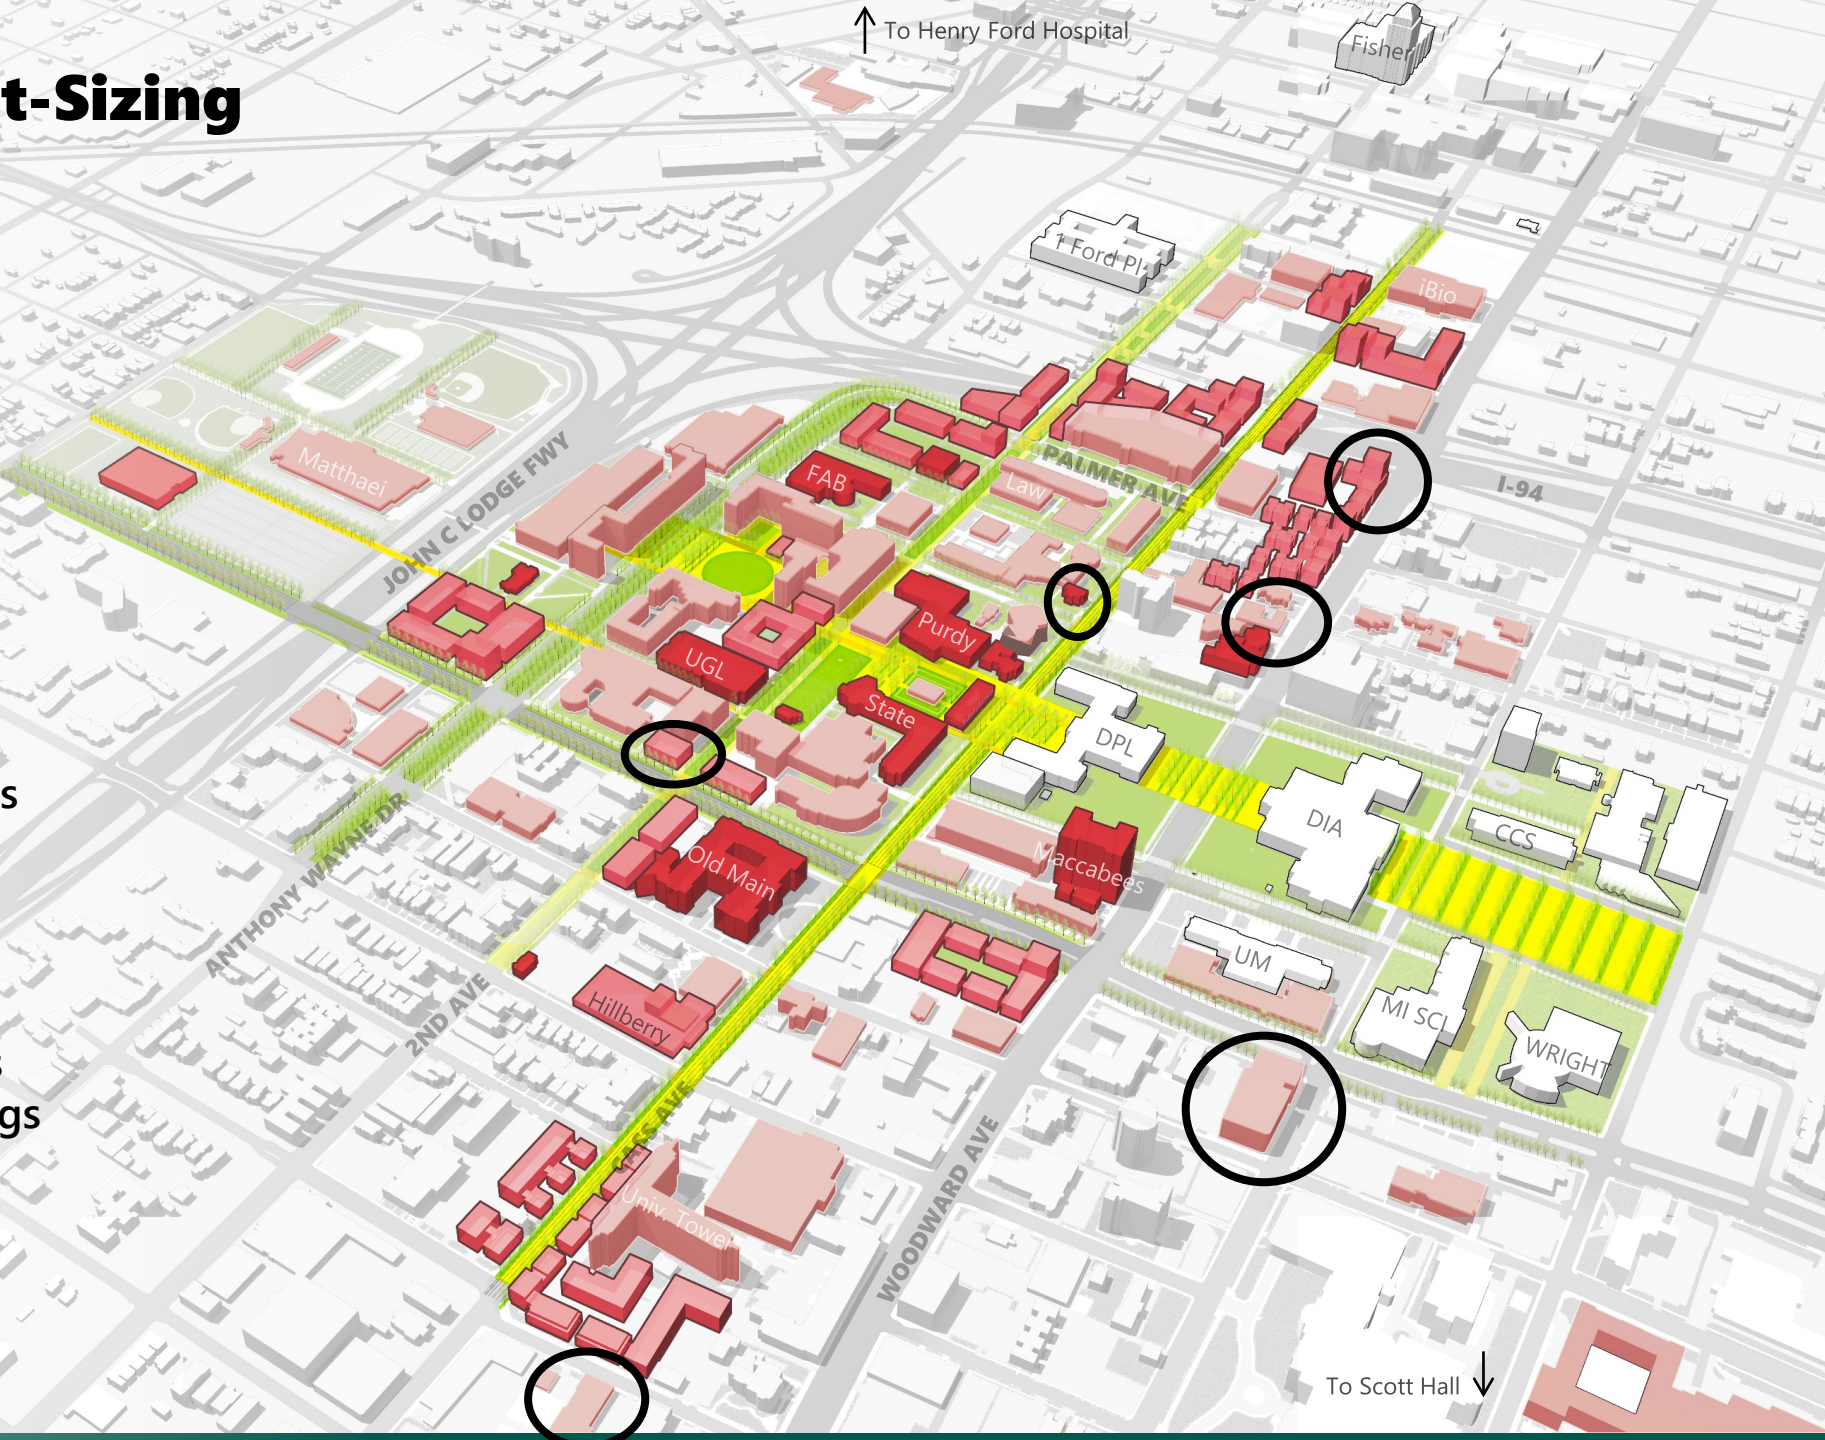 To Henry Ford Hospital
Fisher
t-Sizing
1 Ford Pl
iBio
Matthaei
JOHN C LODGE FWY
FAB
Law
PALMER AVE
I-94
Purdy
UGL
State
DPL
DIA
CCS
s
Old Main
Maccabees
ANTHONY WAYNE DR
UM
2ND AVE
Hillberry
MI SCI
WRIGHT
s
gs
CASS AVE
Univ. Tower
WOODWARD AVE
To Scott Hall